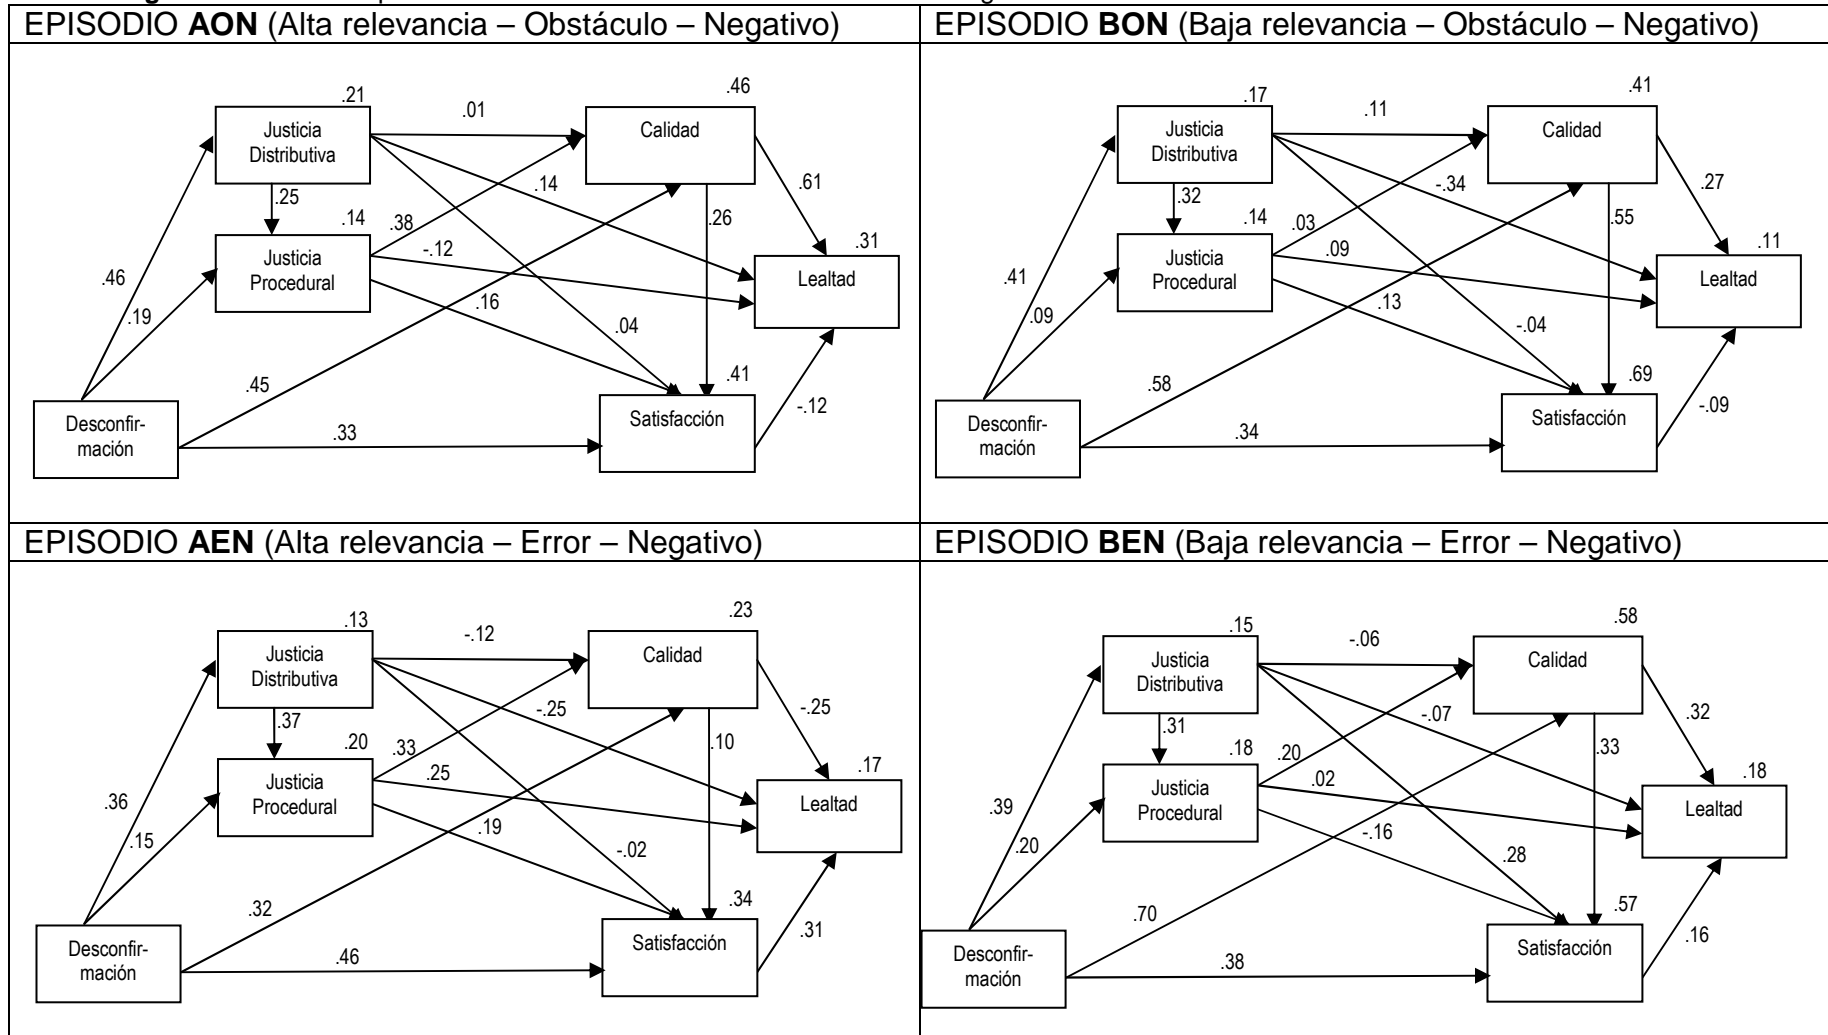 EPISODIO AON (Alta relevancia – Obstáculo – Negativo)
.21
.01
.46
Justicia
Distributiva
Calidad
.25
.14
.61
.14
.38
.26
-.12
.31
Justicia
Procedural
Lealtad
.46
.19
.16
.04
.45
.41
-.12
Desconfir-
mación
.33
Satisfacción
EPISODIO BON (Baja relevancia – Obstáculo – Negativo)
.17
.11
.41
Justicia
Distributiva
Calidad
.32
-.34
.27
.14
.03
.55
.09
.11
Justicia
Procedural
Lealtad
.41
.09
.13
-.04
.58
.69
-.09
Desconfir-
mación
.34
Satisfacción
EPISODIO AEN (Alta relevancia – Error – Negativo)
.13
-.12
.23
Justicia
Distributiva
Calidad
.37
-.25
-.25
.20
.33
.10
.25
.17
Justicia
Procedural
Lealtad
.36
.15
.19
-.02
.32
.34
.31
Desconfir-
mación
.46
Satisfacción
EPISODIO BEN (Baja relevancia – Error – Negativo)
.15
-.06
.58
Justicia
Distributiva
Calidad
.31
-.07
.32
.18
.20
.33
.02
.18
Justicia
Procedural
Lealtad
.39
.20
-.16
.28
.70
.57
.16
Desconfir-
mación
.38
Satisfacción